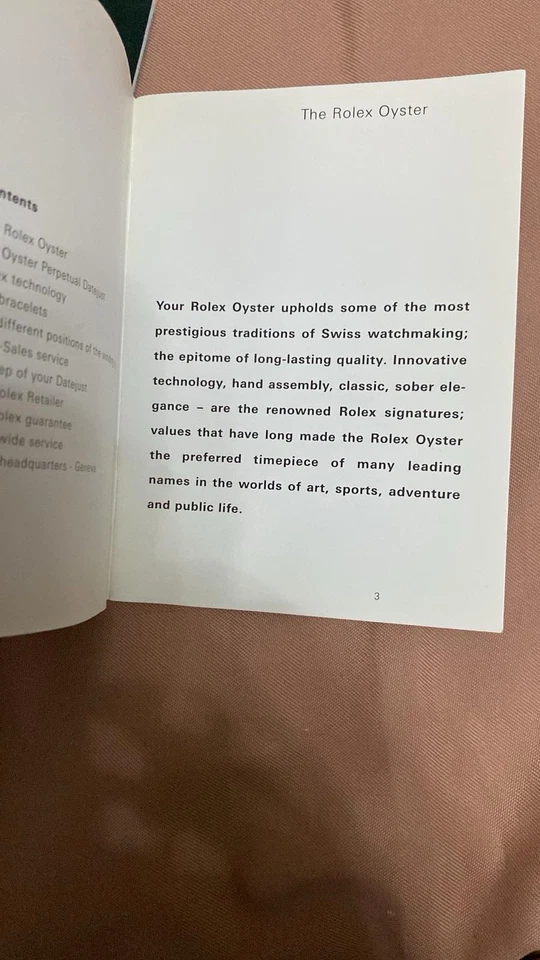 ntents
Rolex Oyster
Oyster Perpetual Datejust
x technology
bracelets
different positions of the
-Sales service
ep of your Datejust
olex Retailer
olex guarantee
wide service
headquarters - Geneva
The Rolex Oyster
Your Rolex Oyster upholds some of the most
prestigious traditions of Swiss watchmaking;
the epitome of long-lasting quality. Innovative
technology, hand assembly, classic, sober ele-
gance – are the renowned Rolex signatures;
values that have long made the Rolex Oyster
the preferred timepiece of many leading
names in the worlds of art, sports, adventure
and public life.
3